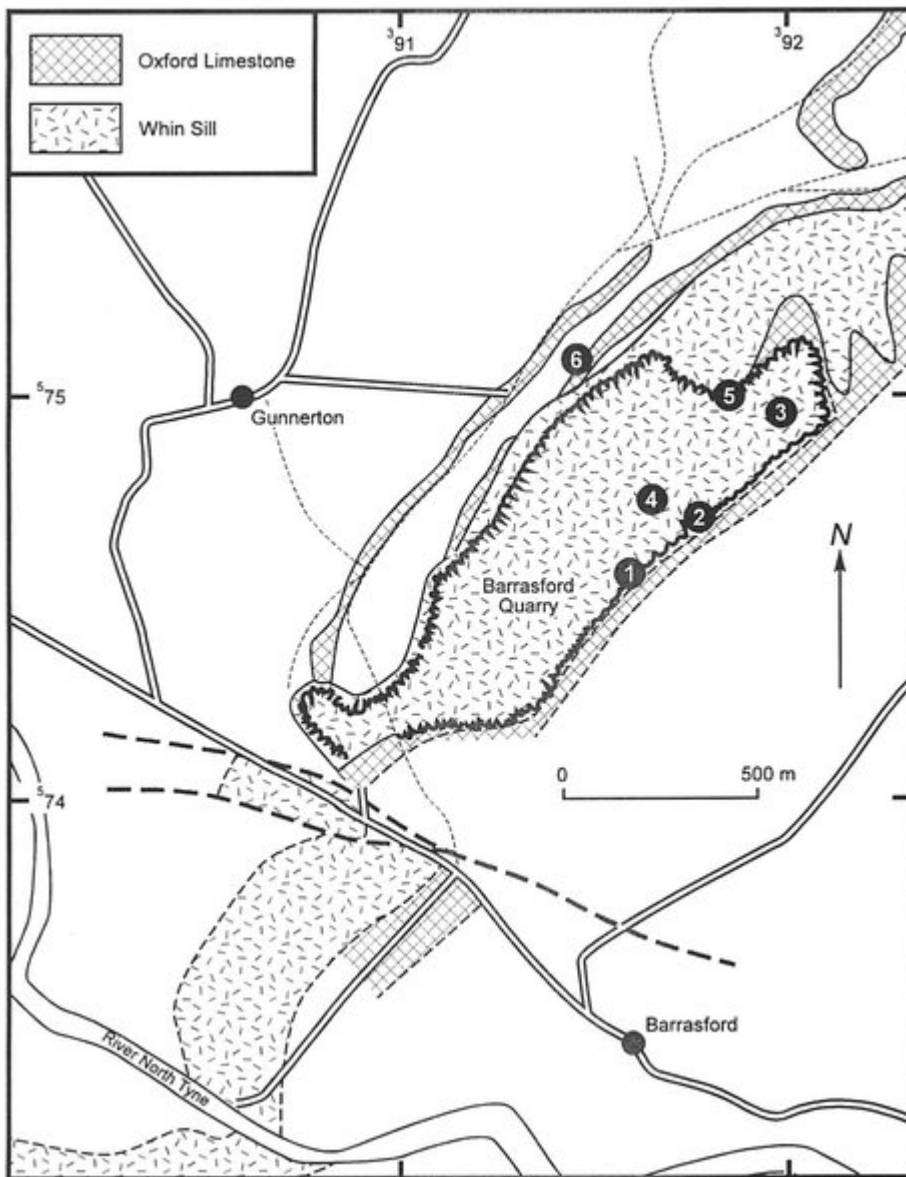 Oxford Limestone
Whin Sill
391
392
6
575
5
Gunnerton
3
4
2
N
1
Barrasford
Quarry
0 500 m
574
Barrasford
River North Tyne